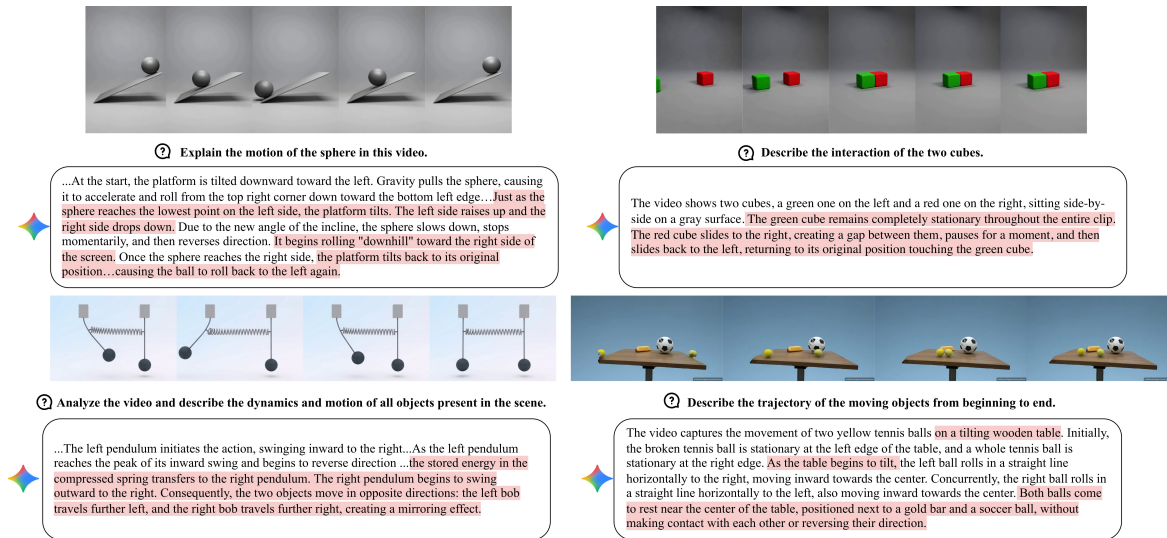 Explain the motion of the sphere in this video.
...At the start, the platform is tilted downward toward the left. Gravity pulls the sphere, causing
it to accelerate and roll from the top right corner down toward the bottom left edge…Just as the
sphere reaches the lowest point on the left side, the platform tilts. The left side raises up and the
right side drops down. Due to the new angle of the incline, the sphere slows down, stops
momentarily, and then reverses direction. It begins rolling "downhill" toward the right side of
the screen. Once the sphere reaches the right side, the platform tilts back to its original
position…causing the ball to roll back to the left again.
Describe the interaction of the two cubes.
The video shows two cubes, a green one on the left and a red one on the right, sitting side-by-
side on a gray surface. The green cube remains completely stationary throughout the entire clip.
The red cube slides to the right, creating a gap between them, pauses for a moment, and then
slides back to the left, returning to its original position touching the green cube.
Analyze the video and describe the dynamics and motion of all objects present in the scene.
...The left pendulum initiates the action, swinging inward to the right...As the left pendulum
reaches the peak of its inward swing and begins to reverse direction ...the stored energy in the
compressed spring transfers to the right pendulum. The right pendulum begins to swing
outward to the right. Consequently, the two objects move in opposite directions: the left bob
travels further left, and the right bob travels further right, creating a mirroring effect.
Describe the trajectory of the moving objects from beginning to end.
The video captures the movement of two yellow tennis balls on a tilting wooden table. Initially,
the broken tennis ball is stationary at the left edge of the table, and a whole tennis ball is
stationary at the right edge. As the table begins to tilt, the left ball rolls in a straight line
horizontally to the right, moving inward towards the center. Concurrently, the right ball rolls in
a straight line horizontally to the left, also moving inward towards the center. Both balls come
to rest near the center of the table, positioned next to a gold bar and a soccer ball, without
making contact with each other or reversing their direction.